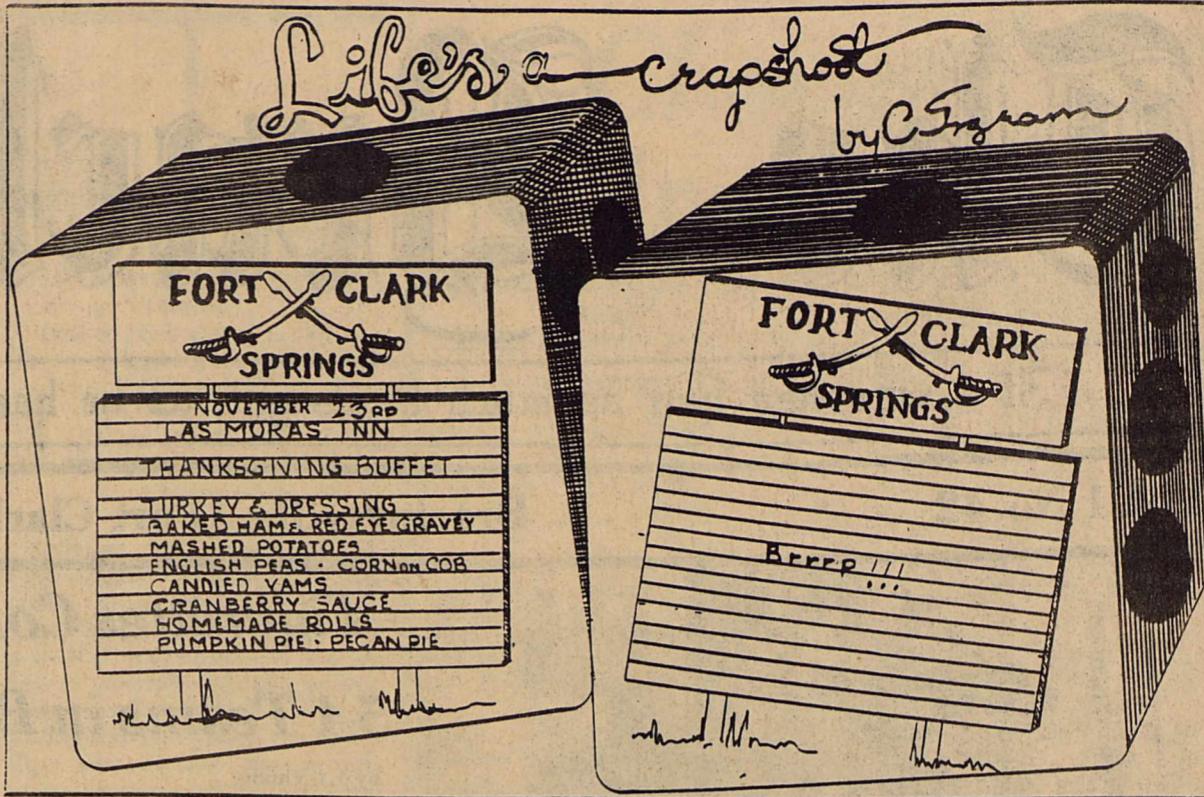 Life's a crapshoot
by C Ingram
FORT CLARK
SPRINGS
NOVEMBER 23RD
LAS MORAS INN
THANKSGIVING BUFFE
TURKEY & DRESSING
BAKED HAM & RED EYE GRAVEY
MASHED POTATOES
ENGLISH PEAS · CORN ON COB
CANDIED YAMS
CRANBERRY SAUCE
HOMEMADE ROLLS
PUMPKIN PIE · PECAN PIE
FORT CLARK
SPRINGS
BrrrP !!!